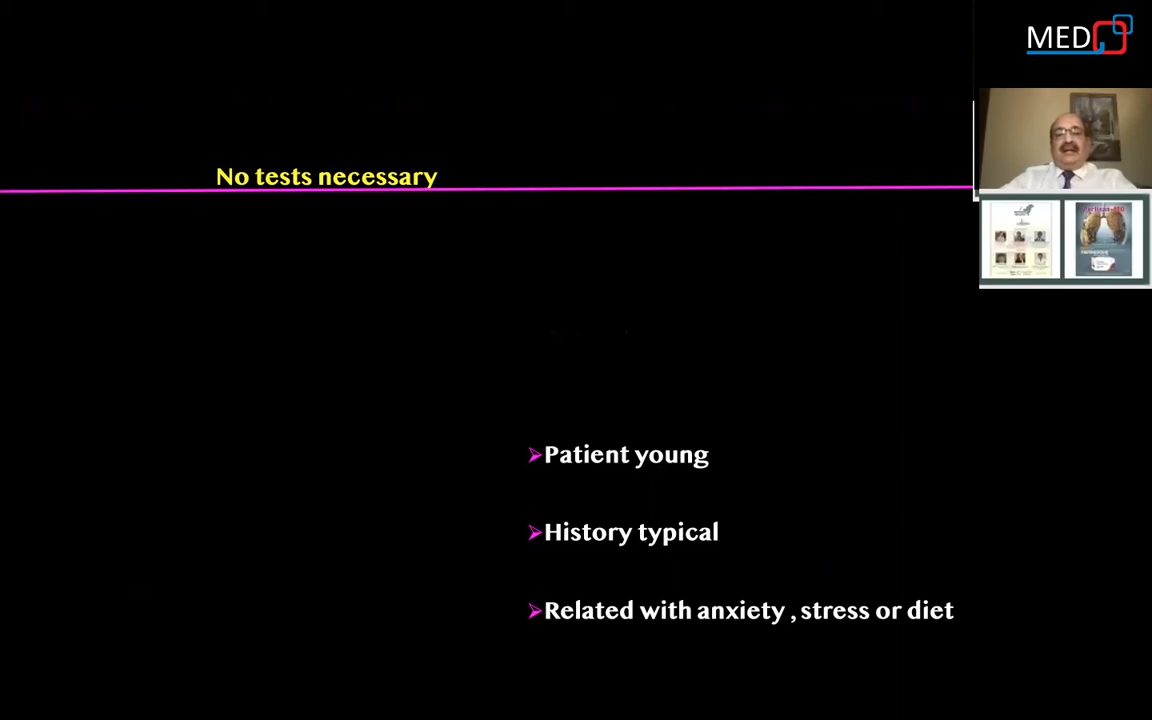 MED
No tests necessary
➢Patient young
➢History typical
➢Related with anxiety , stress or diet